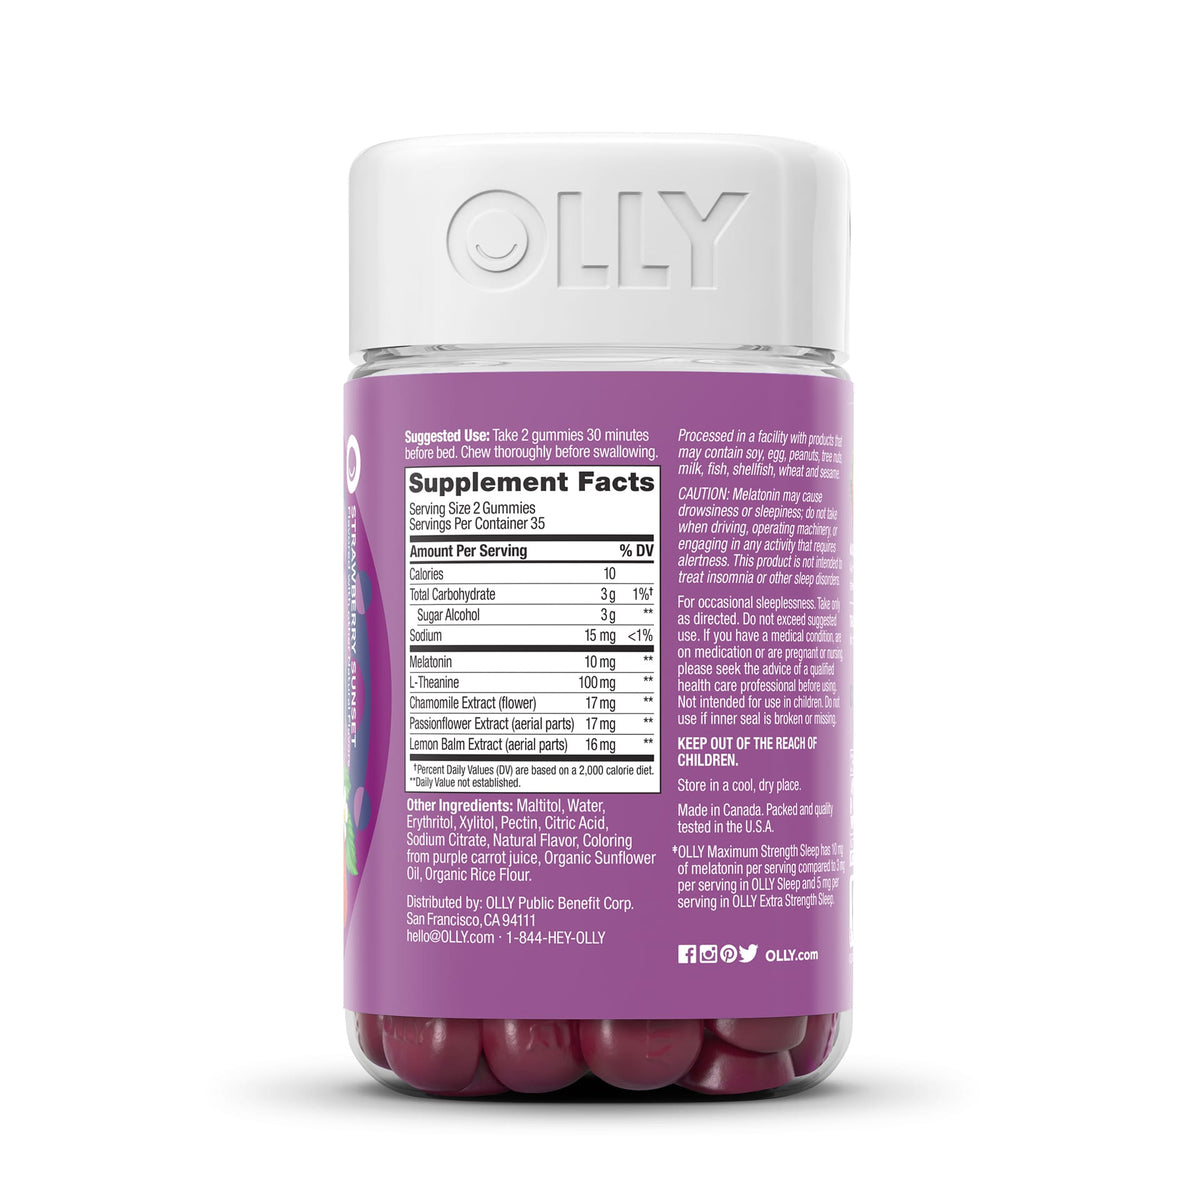 OLLY
STRAWBERRY SUNSET
Suggested Use: Take 2 gummies 30 minutes
before bed. Chew thoroughly before swallowing.
Supplement Facts
Serving Size 2 Gummies
Servings Per Container 35
Amount Per Serving % DV
Calories 10
Total Carbohydrate 3 g 1%†
Sugar Alcohol 3 g **
Sodium 15 mg <1%
Melatonin 10 mg **
L-Theanine 100 mg **
Chamomile Extract (flower) 17 mg **
Passionflower Extract (aerial parts) 17 mg **
Lemon Balm Extract (aerial parts) 16 mg **
†Percent Daily Values (DV) are based on a 2,000 calorie diet.
**Daily Value not established.
Other Ingredients: Maltitol, Water,
Erythritol, Xylitol, Pectin, Citric Acid,
Sodium Citrate, Natural Flavor, Coloring
from purple carrot juice, Organic Sunflower
Oil, Organic Rice Flour.
Distributed by: OLLY Public Benefit Corp.
San Francisco, CA 94111
hello@OLLY.com · 1-844-HEY-OLLY
Processed in a facility with products that
may contain soy, egg, peanuts, tree nuts,
milk, fish, shellfish, wheat and sesame.
CAUTION: Melatonin may cause
drowsiness or sleepiness; do not take
when driving, operating machinery, or
engaging in any activity that requires
alertness. This product is not intended to
treat insomnia or other sleep disorders.
For occasional sleeplessness. Take only
as directed. Do not exceed suggested
use. If you have a medical condition, are
on medication or are pregnant or nursing,
please seek the advice of a qualified
health care professional before using.
Not intended for use in children. Do not
use if inner seal is broken or missing.
KEEP OUT OF THE REACH OF
CHILDREN.
Store in a cool, dry place.
Made in Canada. Packed and quality
tested in the U.S.A.
‡OLLY Maximum Strength Sleep has 10 mg
of melatonin per serving compared to 3 mg
per serving in OLLY Sleep and 5 mg per
serving in OLLY Extra Strength Sleep.
OLLY.com